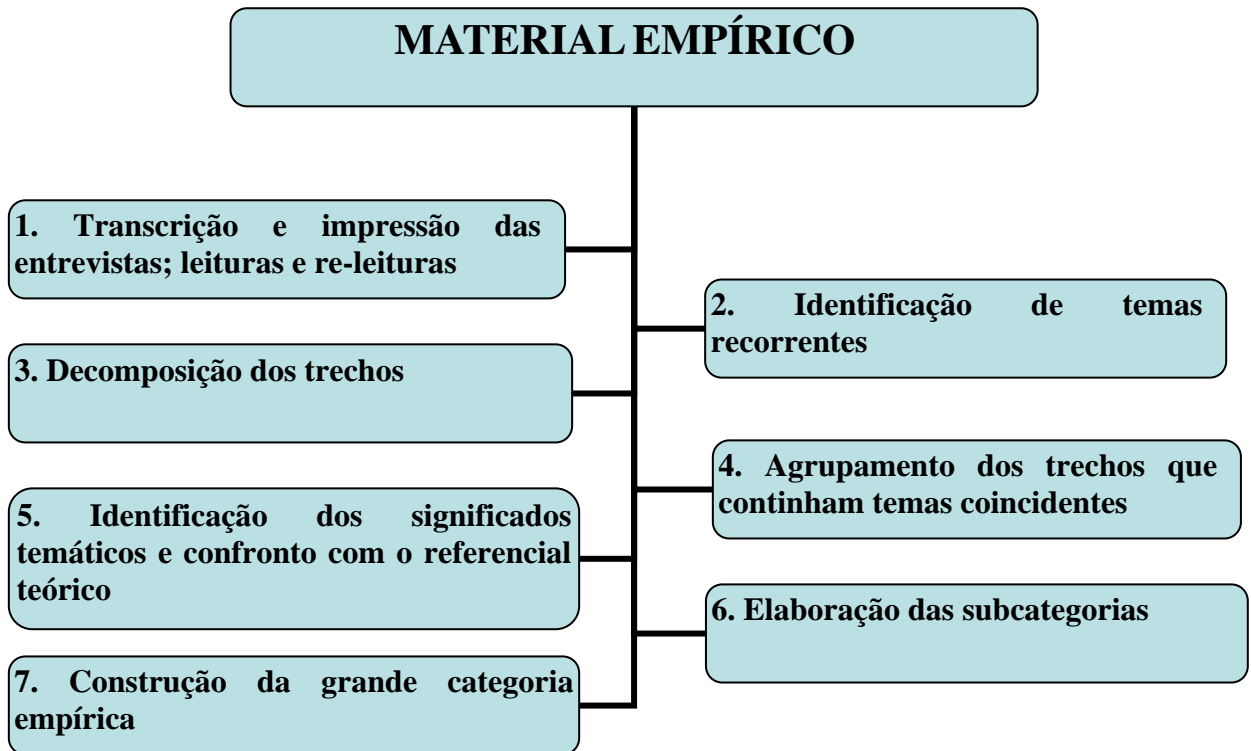 MATERIAL EMPÍRICO
1. Transcrição e impressão das
entrevistas; leituras e re-leituras
2. Identificação de temas
recorrentes
3. Decomposição dos trechos
4. Agrupamento dos trechos que
continham temas coincidentes
5. Identificação dos significados
temáticos e confronto com o referencial
teórico
6. Elaboração das subcategorias
7. Construção da grande categoria
empírica